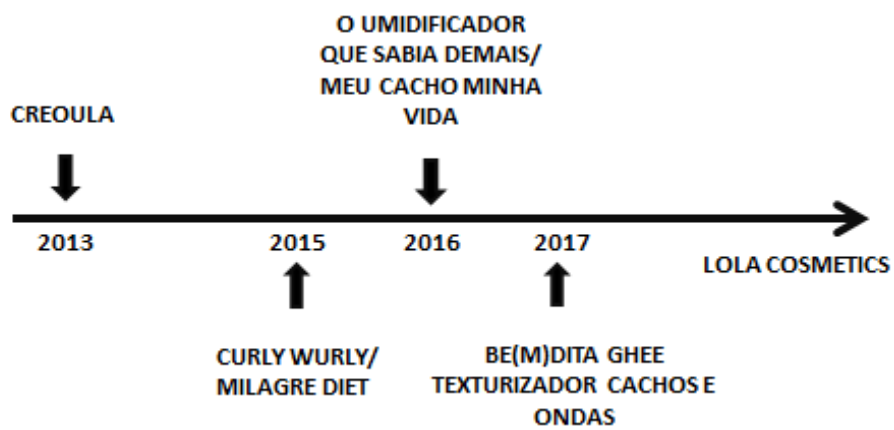 O UMIDIFICADOR
QUE SABIA DEMAIS/
MEU CACHO MINHA
VIDA
CREOULA
2013
2015
2016
2017
LOLA COSMETICS
CURLY WURLY/
MILAGRE DIET
BE(M)DITA GHEE
TEXTURIZADOR CACHOS E
ONDAS